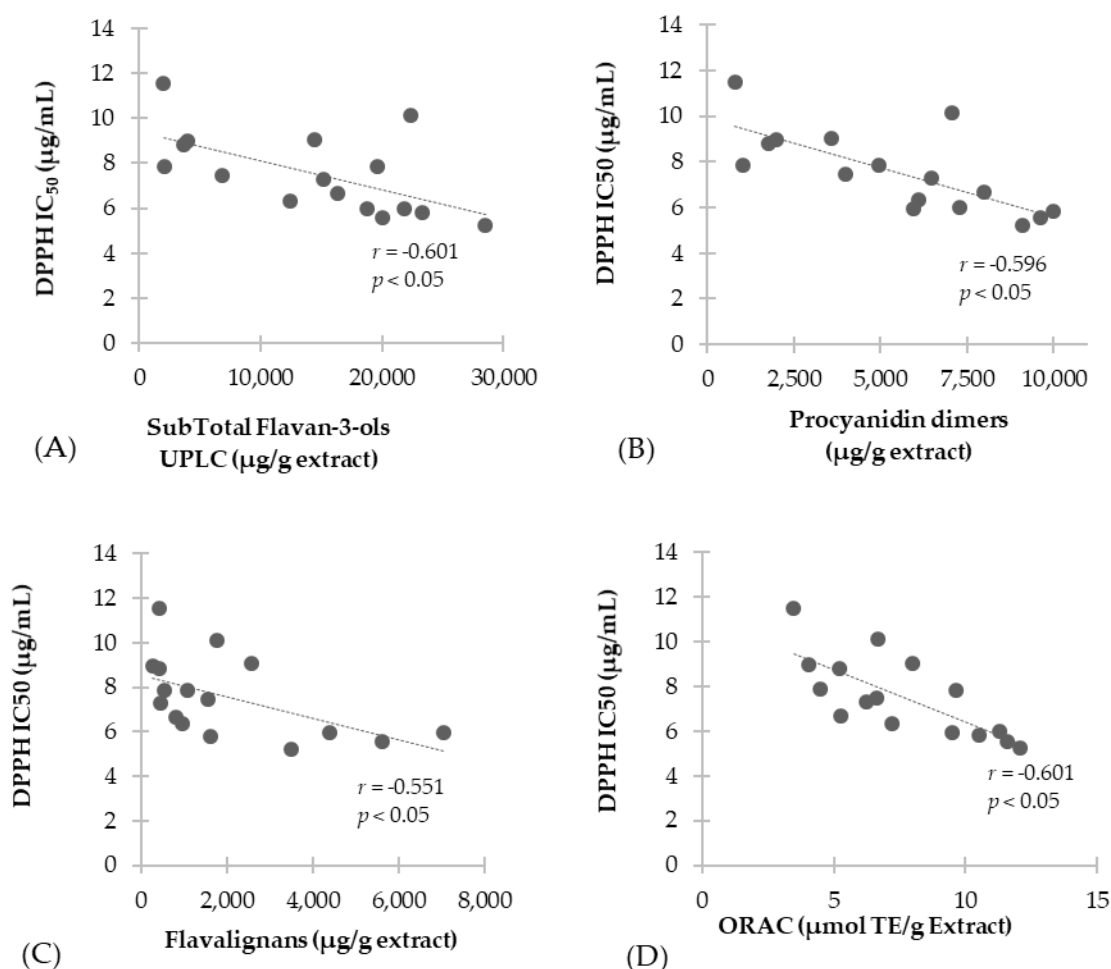 14
12
10
8
6
4
2
0
DPPH IC₅₀ (µg/mL)
r = -0.601
p < 0.05
0 10,000 20,000 30,000
SubTotal Flavan-3-ols
UPLC (µg/g extract)
(A)
14
12
10
8
6
4
2
0
DPPH IC50 (µg/mL)
r = -0.596
p < 0.05
0 2,500 5,000 7,500 10,000
Procyanidin dimers
(µg/g extract)
(B)
14
12
10
8
6
4
2
0
DPPH IC50 (µg/mL)
r = -0.551
p < 0.05
0 2,000 4,000 6,000 8,000
Flavalignans (µg/g extract)
(C)
14
12
10
8
6
4
2
0
DPPH IC50 (µg/mL)
r = -0.601
p < 0.05
0 5 10 15
ORAC (µmol TE/g Extract)
(D)